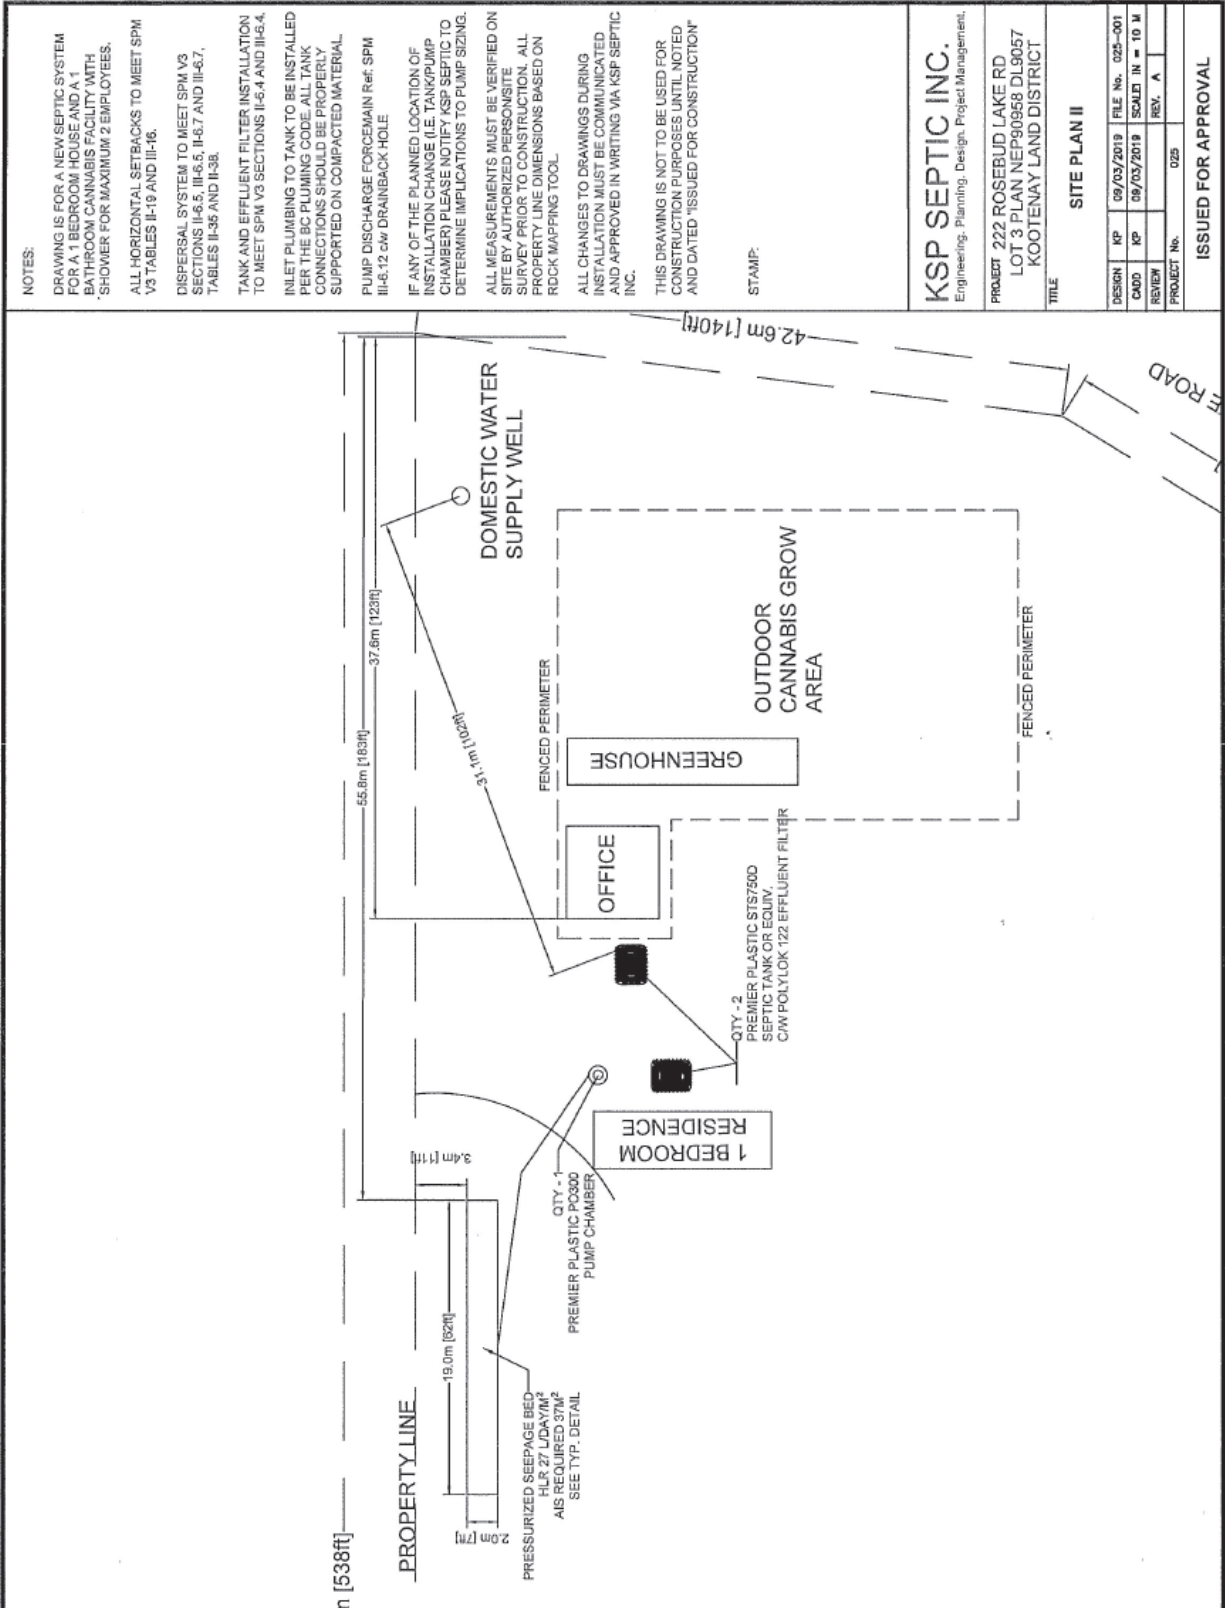 NOTES:
DRAWING IS FOR A NEW SEPTIC SYSTEM
FOR A 1 BEDROOM HOUSE AND A 1
BATHROOM CANNABIS FACILITY WITH
SHOWER FOR MAXIMUM 2 EMPLOYEES.
ALL HORIZONTAL SETBACKS TO MEET SPM
V3 TABLES II-19 AND III-16.
DISPERSAL SYSTEM TO MEET SPM V3
SECTIONS II-6.5, III-6.5, II-6.7 AND III-6.7,
TABLES II-35 AND II-38.
TANK AND EFFLUENT FILTER INSTALLATION
TO MEET SPM V3 SECTIONS II-6.4 AND III-6.4.
INLET PLUMBING TO TANK TO BE INSTALLED
PER THE BC PLUMING CODE. ALL TANK
CONNECTIONS SHOULD BE PROPERLY
SUPPORTED ON COMPACTED MATERIAL.
PUMP DISCHARGE FORCEMAIN Ref: SPM
III-6.12 c/w DRAINBACK HOLE
IF ANY OF THE PLANNED LOCATION OF
INSTALLATION CHANGE (I.E. TANK/PUMP
CHAMBER) PLEASE NOTIFY KSP SEPTIC TO
DETERMINE IMPLICATIONS TO PUMP SIZING.
ALL MEASUREMENTS MUST BE VERIFIED ON
SITE BY AUTHORIZED PERSON/SITE
SURVEY PRIOR TO CONSTRUCTION. ALL
PROPERTY LINE DIMENSIONS BASED ON
RDCK MAPPING TOOL.
ALL CHANGES TO DRAWINGS DURING
INSTALLATION MUST BE COMMUNICATED
AND APPROVED IN WRITING VIA KSP SEPTIC
INC.
THIS DRAWING IS NOT TO BE USED FOR
CONSTRUCTION PURPOSES UNTIL NOTED
AND DATED "ISSUED FOR CONSTRUCTION"
STAMP:
KSP SEPTIC INC.
Engineering. Planning. Design. Project Management.
PROJECT 222 ROSEBUD LAKE RD
LOT 3 PLAN NEP90958 DL9057
KOOTENAY LAND DISTRICT
TITLE
SITE PLAN II
DESIGN KP 09/03/2019 FILE No. 025-001
CADD KP 09/03/2019 SCALE: IN = 10 M
REVIEW REV. A
PROJECT No. 025
ISSUED FOR APPROVAL
n [538ft]
PROPERTY LINE
55.8m [183ft]
37.6m [123ft]
31.1m [102ft]
42.6m [140ft]
19.0m [62ft]
3.4m [11ft]
2.0m [7ft]
DOMESTIC WATER
SUPPLY WELL
FENCED PERIMETER
OUTDOOR
CANNABIS GROW
AREA
FENCED PERIMETER
GREENHOUSE
OFFICE
QTY - 2
PREMIER PLASTIC STS750D
SEPTIC TANK OR EQUIV.
C/W POLYLOK 122 EFFLUENT FILTER
1 BEDROOM
RESIDENCE
QTY - 1
PREMIER PLASTIC PC300
PUMP CHAMBER
PRESSURIZED SEEPAGE BED
HLR 27 L/DAY/M²
AIS REQUIRED 37M²
SEE TYP. DETAIL
E ROAD